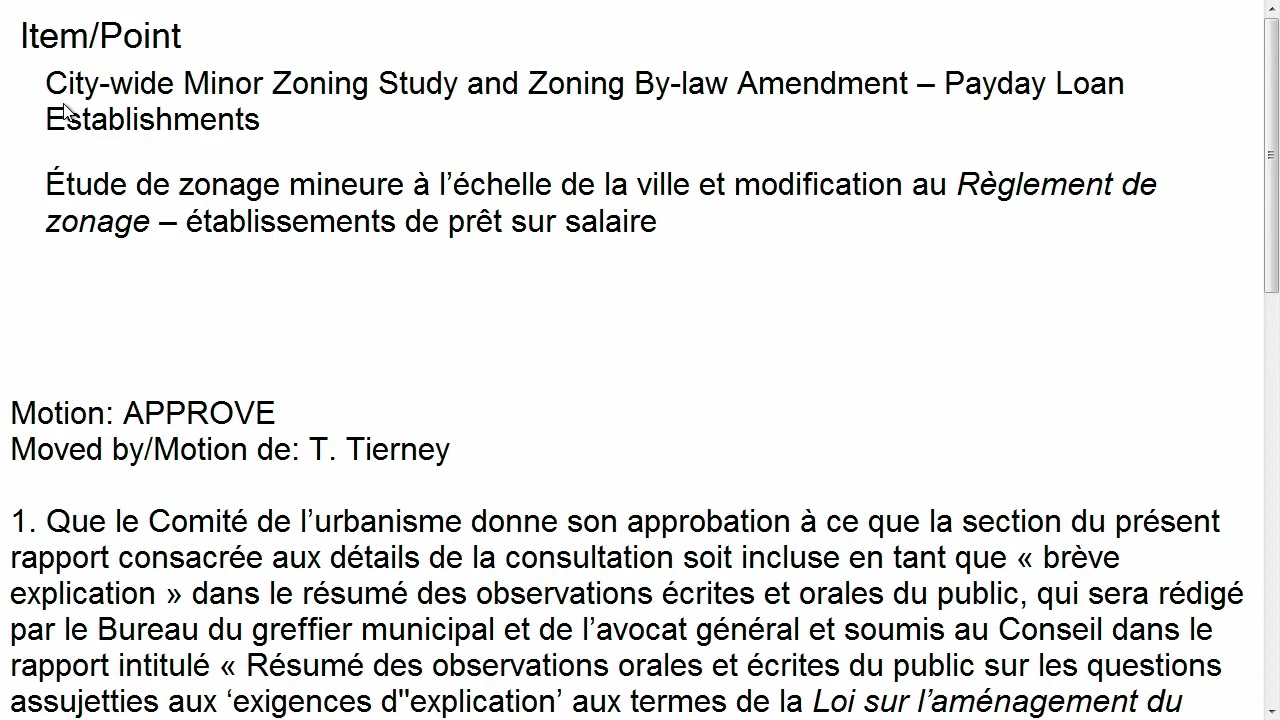 Item/Point
City-wide Minor Zoning Study and Zoning By-law Amendment – Payday Loan
Establishments
Étude de zonage mineure à l’échelle de la ville et modification au Règlement de
zonage – établissements de prêt sur salaire
Motion: APPROVE
Moved by/Motion de: T. Tierney
1. Que le Comité de l’urbanisme donne son approbation à ce que la section du présent
rapport consacrée aux détails de la consultation soit incluse en tant que « brève
explication » dans le résumé des observations écrites et orales du public, qui sera rédigé
par le Bureau du greffier municipal et de l’avocat général et soumis au Conseil dans le
rapport intitulé « Résumé des observations orales et écrites du public sur les questions
assujetties aux ‘exigences d''explication’ aux termes de la Loi sur l’aménagement du